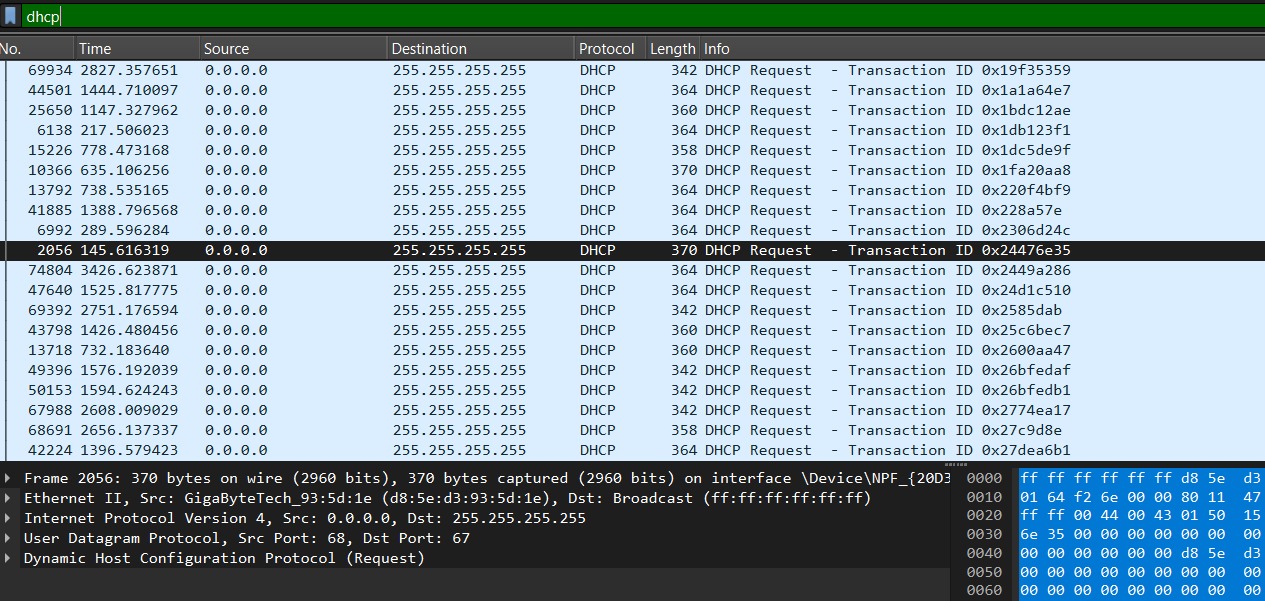 dhcp
No. Time Source Destination Protocol Length Info
69934 2827.357651 0.0.0.0 255.255.255.255 DHCP 342 DHCP Request - Transaction ID 0x19f35359
44501 1444.710097 0.0.0.0 255.255.255.255 DHCP 364 DHCP Request - Transaction ID 0x1a1a64e7
25650 1147.327962 0.0.0.0 255.255.255.255 DHCP 360 DHCP Request - Transaction ID 0x1bdc12ae
6138 217.506023 0.0.0.0 255.255.255.255 DHCP 364 DHCP Request - Transaction ID 0x1db123f1
15226 778.473168 0.0.0.0 255.255.255.255 DHCP 358 DHCP Request - Transaction ID 0x1dc5de9f
10366 635.106256 0.0.0.0 255.255.255.255 DHCP 370 DHCP Request - Transaction ID 0x1fa20aa8
13792 738.535165 0.0.0.0 255.255.255.255 DHCP 364 DHCP Request - Transaction ID 0x220f4bf9
41885 1388.796568 0.0.0.0 255.255.255.255 DHCP 364 DHCP Request - Transaction ID 0x228a57e
6992 289.596284 0.0.0.0 255.255.255.255 DHCP 364 DHCP Request - Transaction ID 0x2306d24c
2056 145.616319 0.0.0.0 255.255.255.255 DHCP 370 DHCP Request - Transaction ID 0x24476e35
74804 3426.623871 0.0.0.0 255.255.255.255 DHCP 364 DHCP Request - Transaction ID 0x2449a286
47640 1525.817775 0.0.0.0 255.255.255.255 DHCP 364 DHCP Request - Transaction ID 0x24d1c510
69392 2751.176594 0.0.0.0 255.255.255.255 DHCP 342 DHCP Request - Transaction ID 0x2585dab
43798 1426.480456 0.0.0.0 255.255.255.255 DHCP 360 DHCP Request - Transaction ID 0x25c6bec7
13718 732.183640 0.0.0.0 255.255.255.255 DHCP 360 DHCP Request - Transaction ID 0x2600aa47
49396 1576.192039 0.0.0.0 255.255.255.255 DHCP 342 DHCP Request - Transaction ID 0x26bfedaf
50153 1594.624243 0.0.0.0 255.255.255.255 DHCP 342 DHCP Request - Transaction ID 0x26bfedb1
67988 2608.009029 0.0.0.0 255.255.255.255 DHCP 342 DHCP Request - Transaction ID 0x2774ea17
68691 2656.137337 0.0.0.0 255.255.255.255 DHCP 358 DHCP Request - Transaction ID 0x27c9d8e
42224 1396.579423 0.0.0.0 255.255.255.255 DHCP 364 DHCP Request - Transaction ID 0x27dea6b1
Frame 2056: 370 bytes on wire (2960 bits), 370 bytes captured (2960 bits) on interface \Device\NPF_{20D3
Ethernet II, Src: GigaByteTech_93:5d:1e (d8:5e:d3:93:5d:1e), Dst: Broadcast (ff:ff:ff:ff:ff:ff)
Internet Protocol Version 4, Src: 0.0.0.0, Dst: 255.255.255.255
User Datagram Protocol, Src Port: 68, Dst Port: 67
Dynamic Host Configuration Protocol (Request)
0000 ff ff ff ff ff ff d8 5e d3
0010 01 64 f2 6e 00 00 80 11 47
0020 ff ff 00 44 00 43 01 50 15
0030 6e 35 00 00 00 00 00 00 00
0040 00 00 00 00 00 00 d8 5e d3
0050 00 00 00 00 00 00 00 00 00
0060 00 00 00 00 00 00 00 00 00